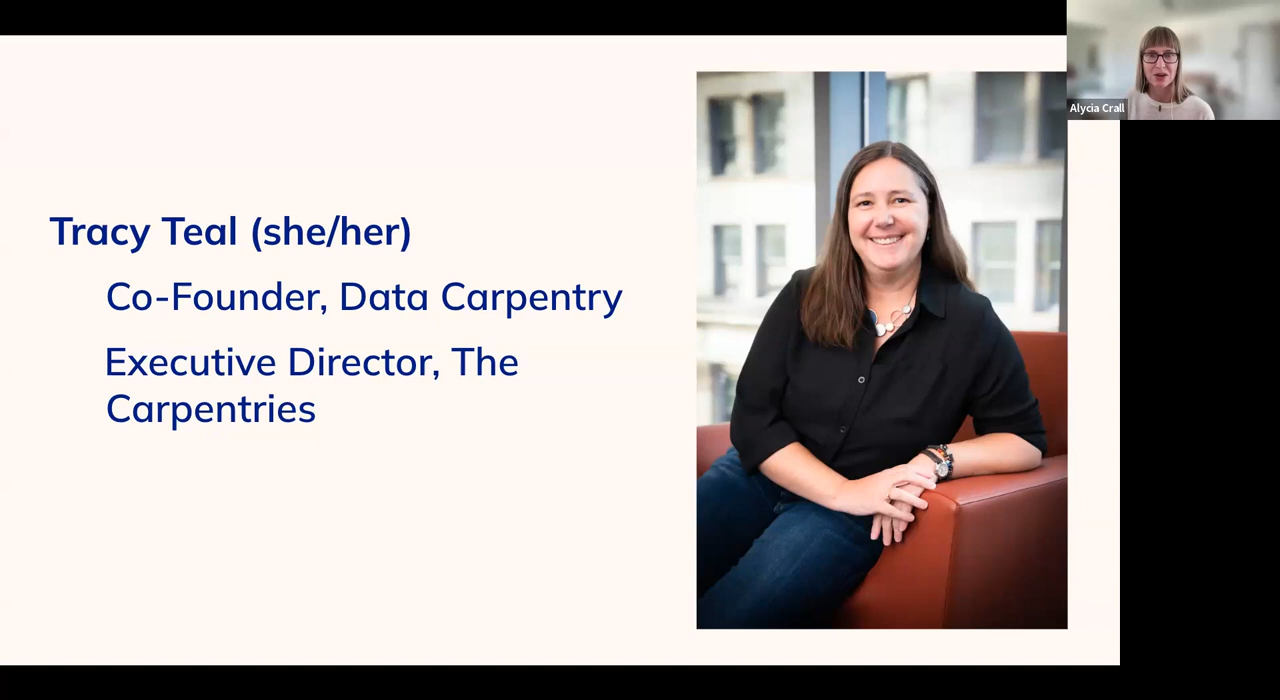 Tracy Teal (she/her)
Co-Founder, Data Carpentry
Executive Director, The
Carpentries
Alycia Crall